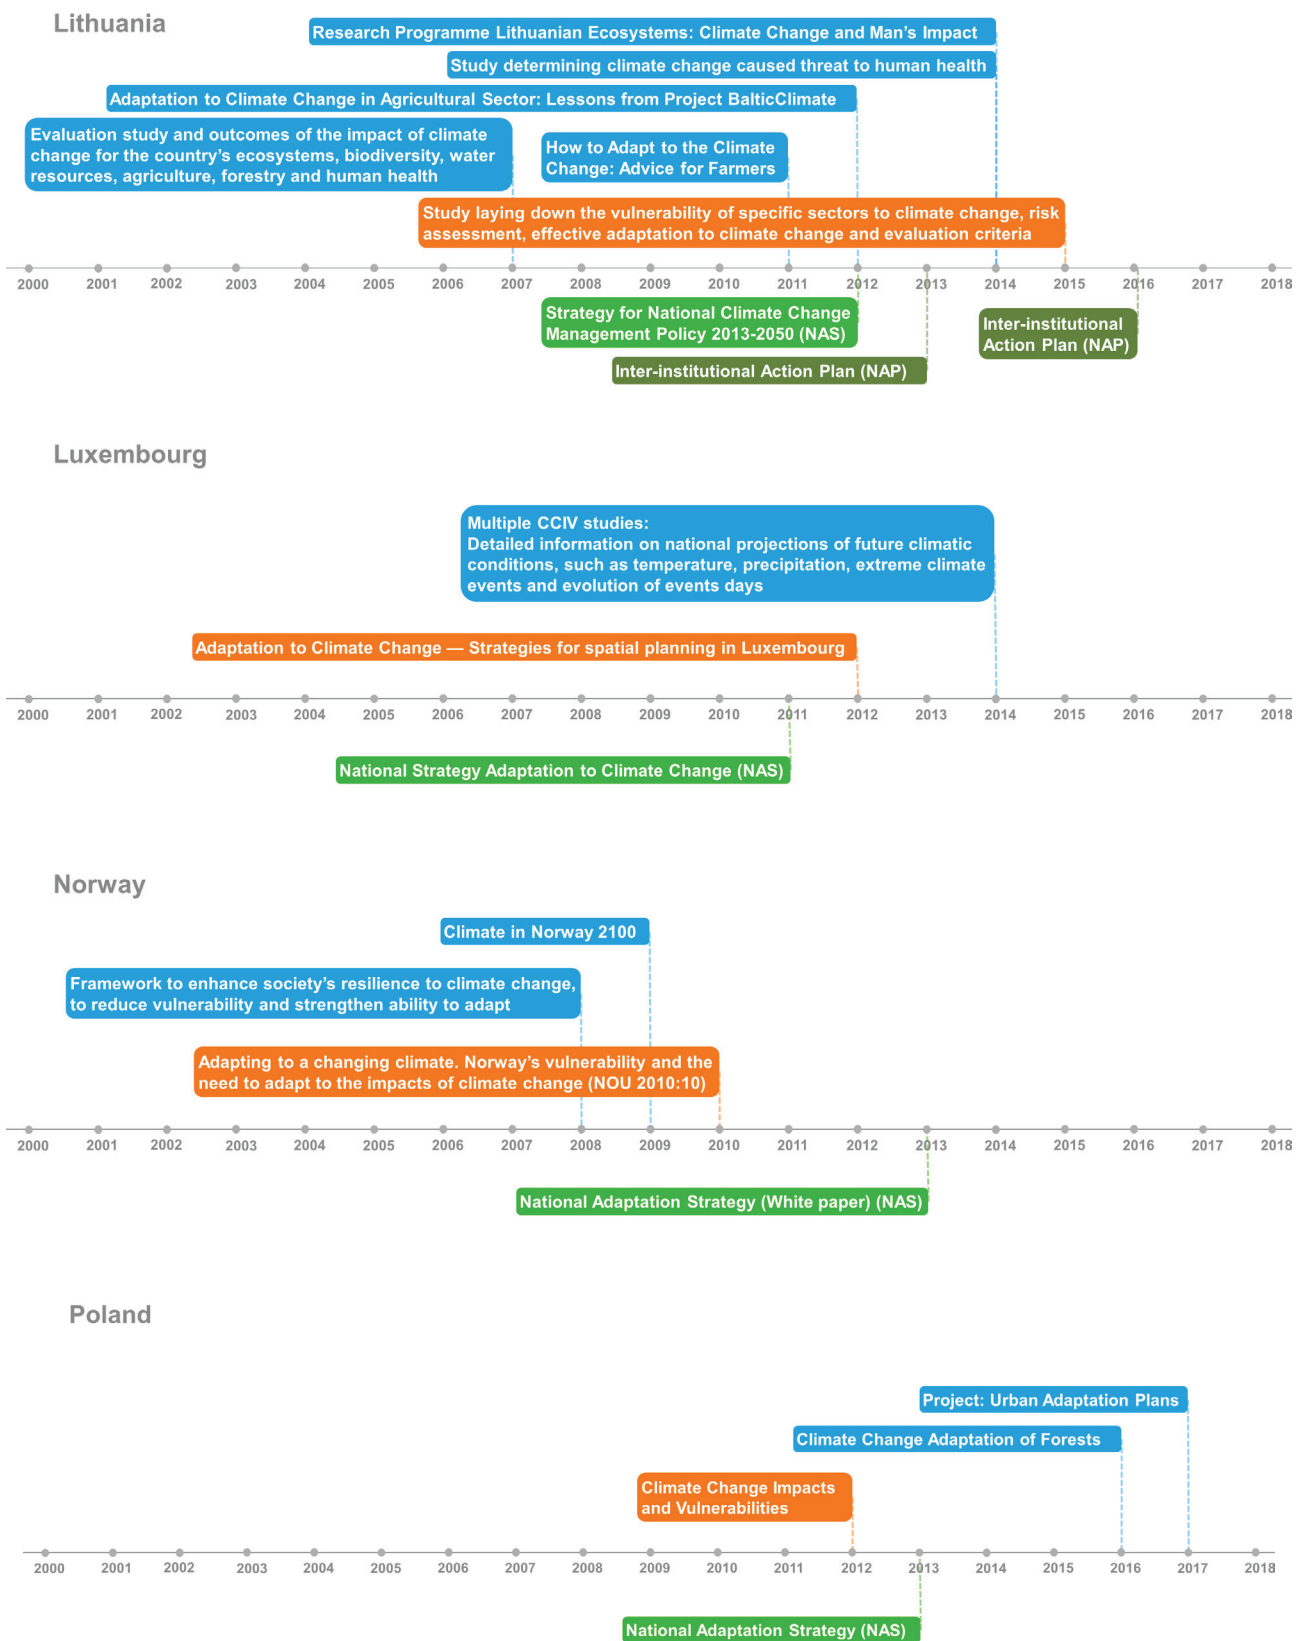 Lithuania
Research Programme Lithuanian Ecosystems: Climate Change and Man's Impact
Study determining climate change caused threat to human health
Adaptation to Climate Change in Agricultural Sector: Lessons from Project BalticClimate
Evaluation study and outcomes of the impact of climate
change for the country's ecosystems, biodiversity, water
resources, agriculture, forestry and human health
How to Adapt to the Climate
Change: Advice for Farmers
Study laying down the vulnerability of specific sectors to climate change, risk
assessment, effective adaptation to climate change and evaluation criteria
2000 2001 2002 2003 2004 2005 2006 2007 2008 2009 2010 2011 2012 2013 2014 2015 2016 2017 2018
Strategy for National Climate Change
Management Policy 2013-2050 (NAS)
Inter-institutional
Action Plan (NAP)
Inter-institutional Action Plan (NAP)
Luxembourg
Multiple CCIV studies:
Detailed information on national projections of future climatic
conditions, such as temperature, precipitation, extreme climate
events and evolution of events days
Adaptation to Climate Change — Strategies for spatial planning in Luxembourg
2000 2001 2002 2003 2004 2005 2006 2007 2008 2009 2010 2011 2012 2013 2014 2015 2016 2017 2018
National Strategy Adaptation to Climate Change (NAS)
Norway
Climate in Norway 2100
Framework to enhance society's resilience to climate change,
to reduce vulnerability and strengthen ability to adapt
Adapting to a changing climate. Norway's vulnerability and the
need to adapt to the impacts of climate change (NOU 2010:10)
2000 2001 2002 2003 2004 2005 2006 2007 2008 2009 2010 2011 2012 2013 2014 2015 2016 2017 2018
National Adaptation Strategy (White paper) (NAS)
Poland
Project: Urban Adaptation Plans
Climate Change Adaptation of Forests
Climate Change Impacts
and Vulnerabilities
2000 2001 2002 2003 2004 2005 2006 2007 2008 2009 2010 2011 2012 2013 2014 2015 2016 2017 2018
National Adaptation Strategy (NAS)